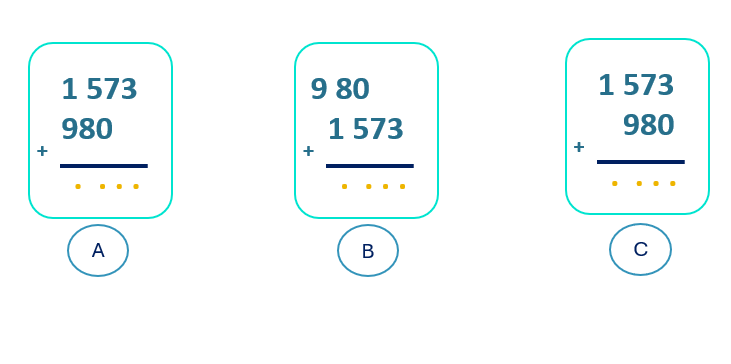 1 573
980
+
. . . .
A
9 80
1 573
+
. . . .
B
1 573
980
+
. . . .
C